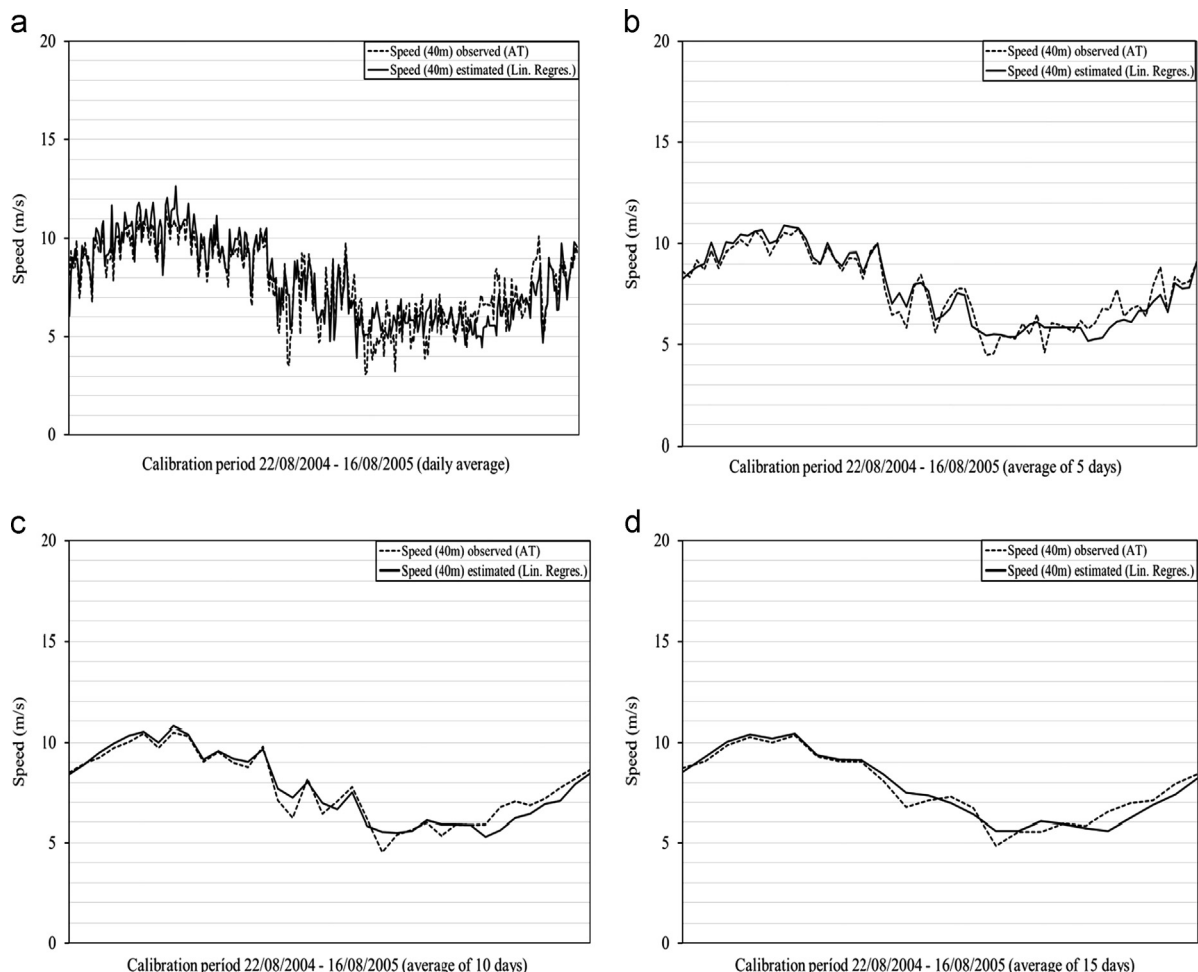 a
20
15
10
5
0
Speed (m/s)
Speed (40m) observed (AT)
Speed (40m) estimated (Lin. Regres.)
Calibration period 22/08/2004 - 16/08/2005 (daily average)
b
20
15
10
5
0
Speed (m/s)
Speed (40m) observed (AT)
Speed (40m) estimated (Lin. Regres.)
Calibration period 22/08/2004 - 16/08/2005 (average of 5 days)
c
20
15
10
5
0
Speed (m/s)
Speed (40m) observed (AT)
Speed (40m) estimated (Lin. Regres.)
Calibration períod 22/08/2004 - 16/08/2005 (average of 10 days)
d
20
15
10
5
0
Speed (m/s)
Speed (40m) observed (AT)
Speed (40m) estimated (Lin. Regres.)
Calibration period 22/08/2004 - 16/08/2005 (average of 15 days)